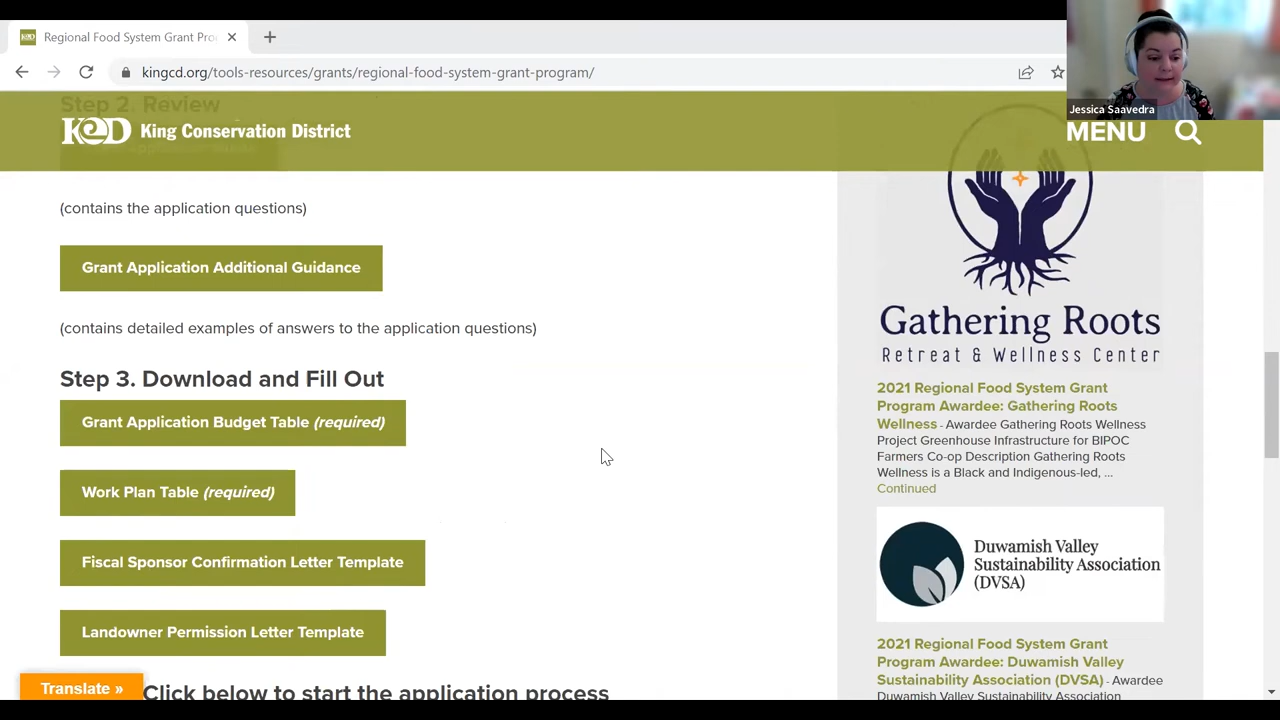 Regional Food System Grant Pro
kingcd.org/tools-resources/grants/regional-food-system-grant-program/
Jessica Saavedra
Step 2. Review
KCD King Conservation District
MENU
(contains the application questions)
Grant Application Additional Guidance
(contains detailed examples of answers to the application questions)
Step 3. Download and Fill Out
Grant Application Budget Table (required)
Work Plan Table (required)
Fiscal Sponsor Confirmation Letter Template
Landowner Permission Letter Template
Translate »
Click below to start the application process
Gathering Roots
Retreat & Wellness Center
2021 Regional Food System Grant
Program Awardee: Gathering Roots
Wellness - Awardee Gathering Roots Wellness
Project Greenhouse Infrastructure for BIPOC
Farmers Co-op Description Gathering Roots
Wellness is a Black and Indigenous-led, ...
Continued
Duwamish Valley
Sustainability Association
(DVSA)
2021 Regional Food System Grant
Program Awardee: Duwamish Valley
Sustainability Association (DVSA) - Awardee
Duwamish Valley Sustainability Association